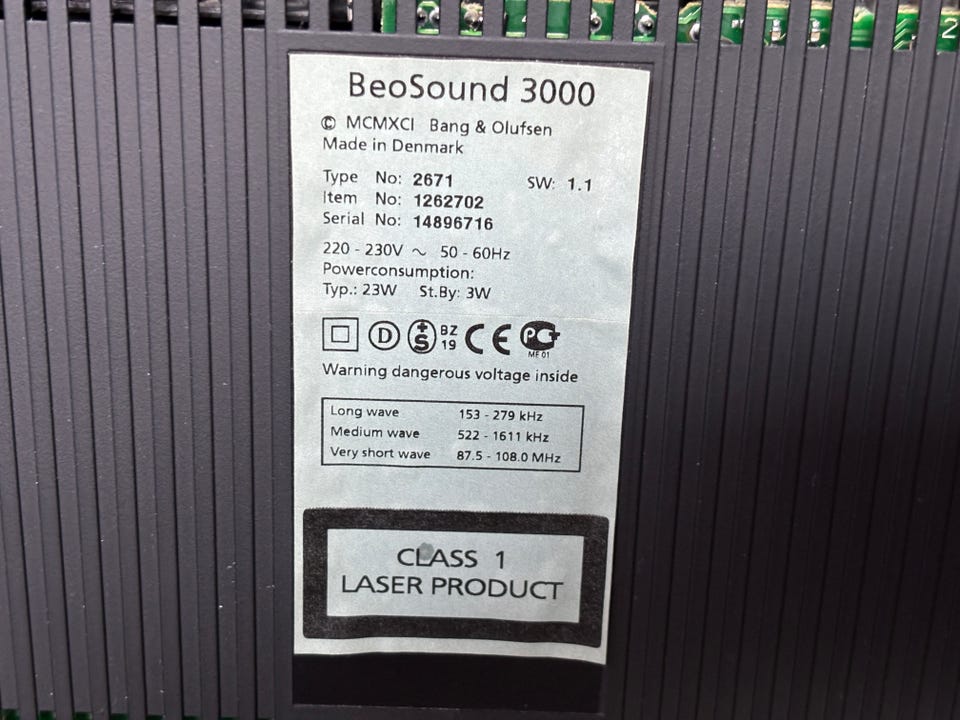 BeoSound 3000
© MCMXCI Bang & Olufsen
Made in Denmark
Type No: 2671 SW: 1.1
Item No: 1262702
Serial No: 14896716
220 - 230V ~ 50 - 60Hz
Powerconsumption:
Typ.: 23W St.By: 3W
D S BZ 19 CE PCT
ME 01
Warning dangerous voltage inside
Long wave 153 - 279 kHz
Medium wave 522 - 1611 kHz
Very short wave 87.5 - 108.0 MHz
CLASS 1
LASER PRODUCT
2